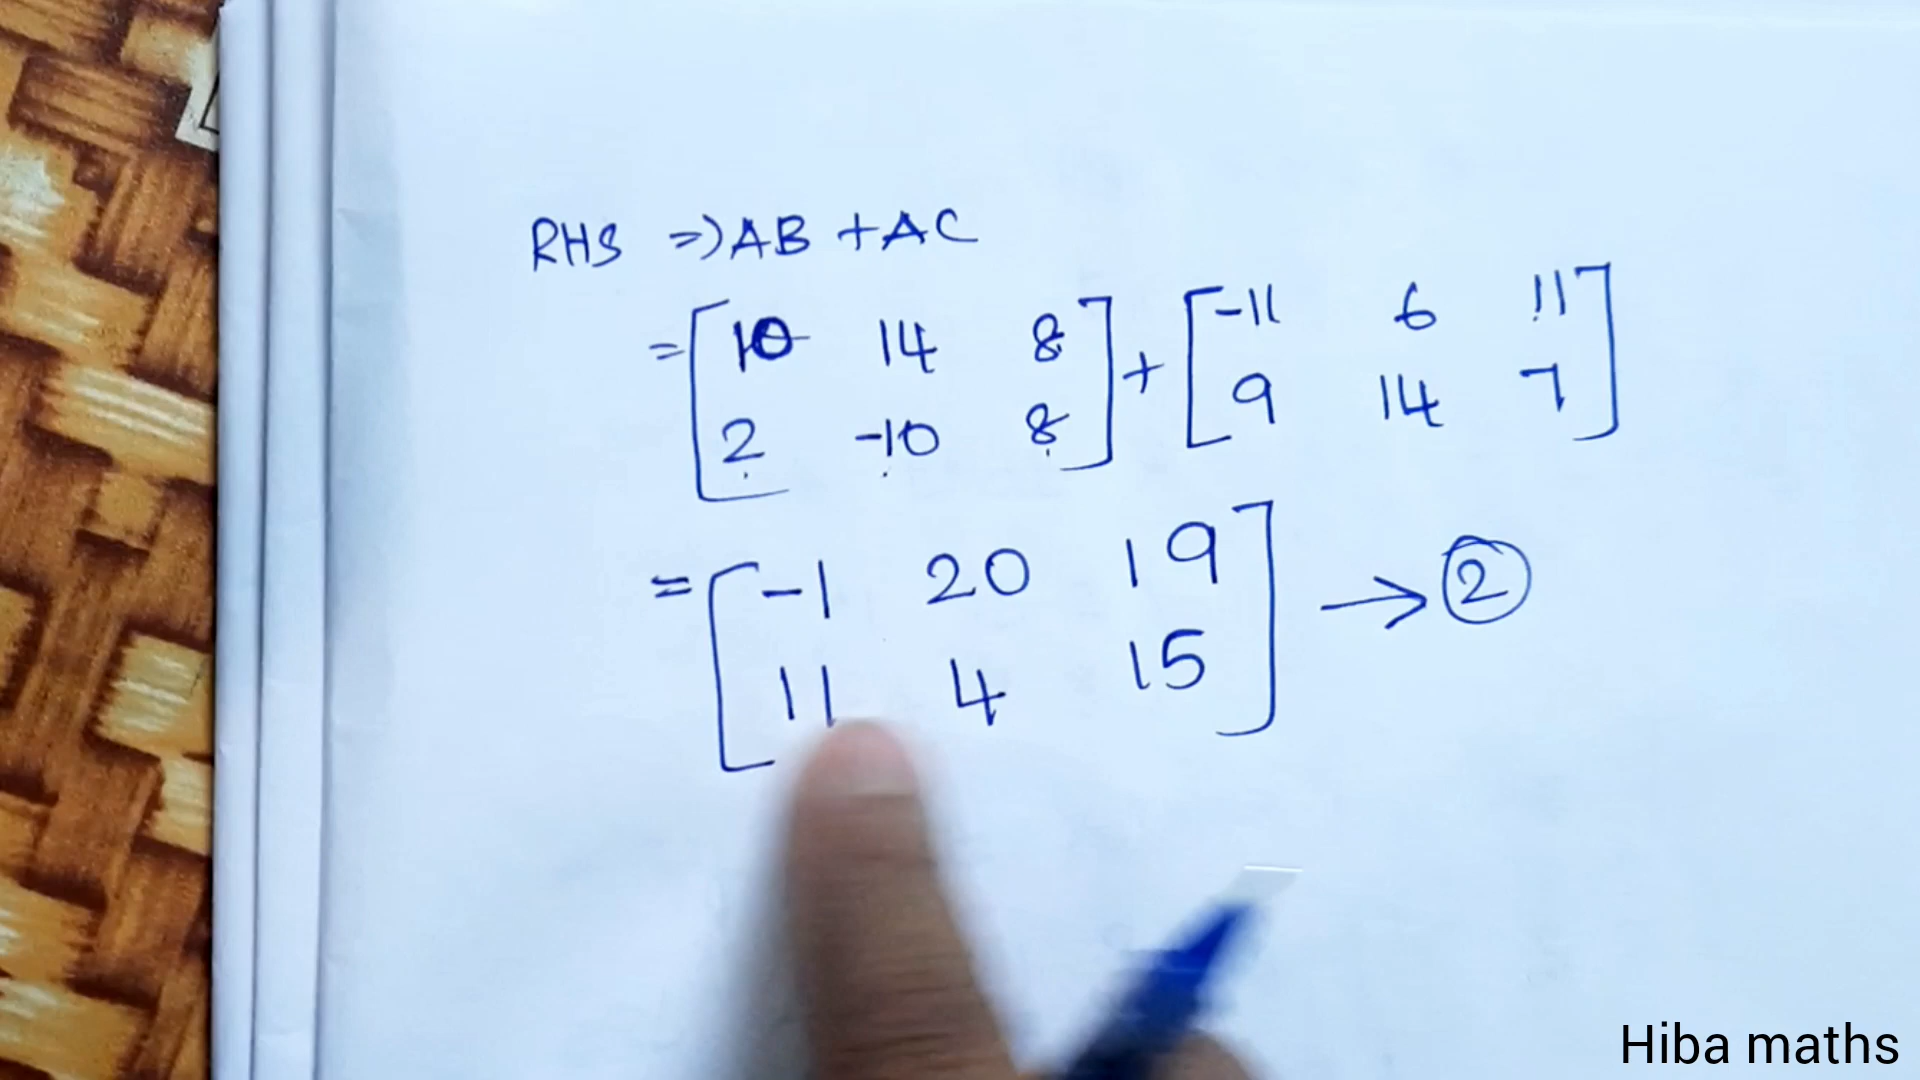 RHS ⇒ AB + AC
= [10 14 8] + [-11 6 11]
[2 -10 8] [9 14 7]
= [-1 20 19] → ②
[11 4 15]
Hiba maths